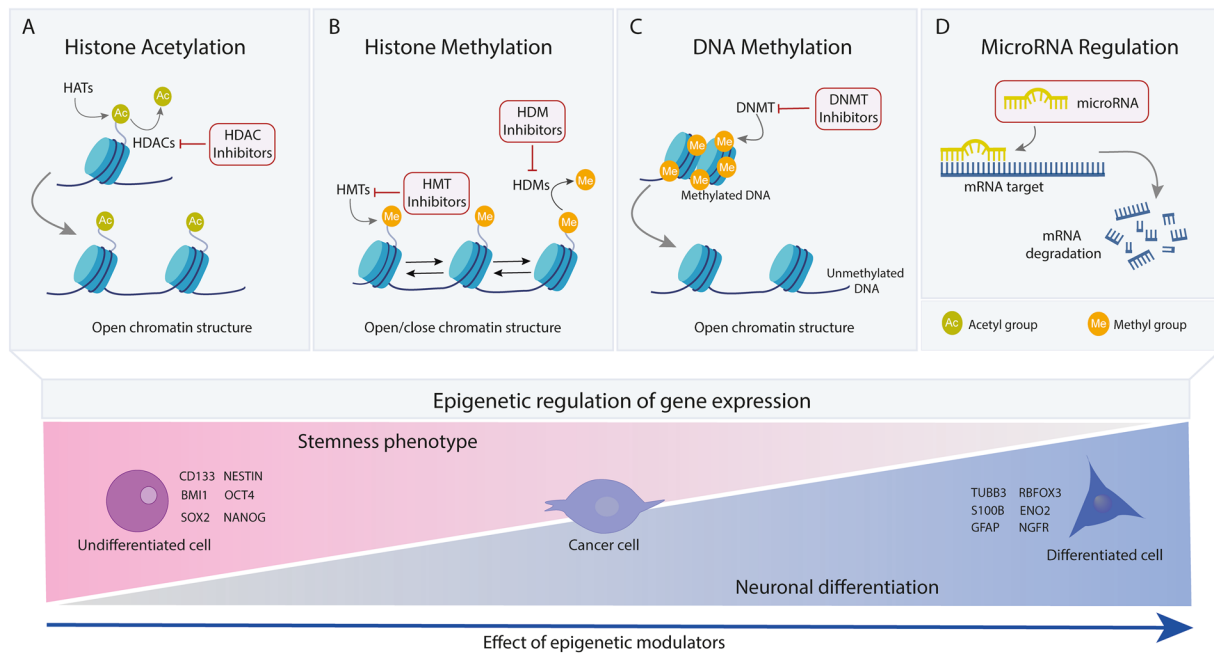 A
Histone Acetylation
HATs
Ac
Ac
HDACs
HDAC
Inhibitors
Ac
Ac
Open chromatin structure
B
Histone Methylation
HDM
Inhibitors
HDMs
Me
HMTs
HMT
Inhibitors
Me
Me
Me
Open/close chromatin structure
C
DNA Methylation
DNMT
DNMT
Inhibitors
Me
Me
Me
Me
Me
Methylated DNA
Unmethylated
DNA
Open chromatin structure
D
MicroRNA Regulation
microRNA
mRNA target
mRNA
degradation
Ac
Acetyl group
Me
Methyl group
Epigenetic regulation of gene expression
Stemness phenotype
CD133 NESTIN
BMI1 OCT4
SOX2 NANOG
Undifferentiated cell
Cancer cell
TUBB3 RBFOX3
S100B ENO2
GFAP NGFR
Differentiated cell
Neuronal differentiation
Effect of epigenetic modulators